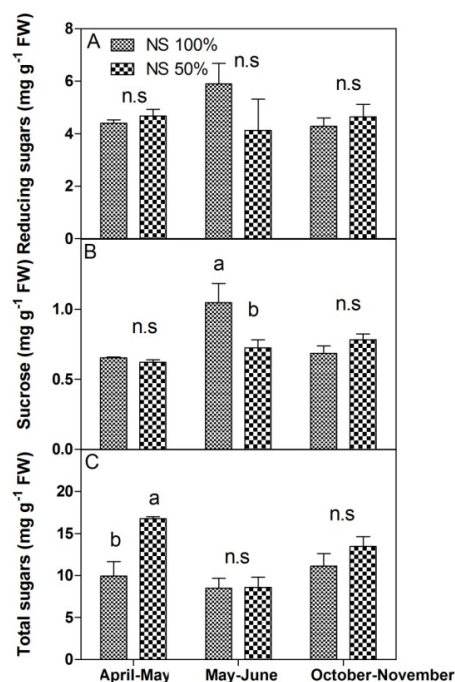 A
NS 100%
NS 50%
n.s
n.s
n.s
8
6
4
2
0
Reducing sugars (mg g-1 FW)
B
a
b
n.s
n.s
1.0
0.5
0.0
Sucrose (mg g-1 FW)
C
b
a
n.s
n.s
20
15
10
5
0
Total sugars (mg g-1 FW)
April-May May-June October-November